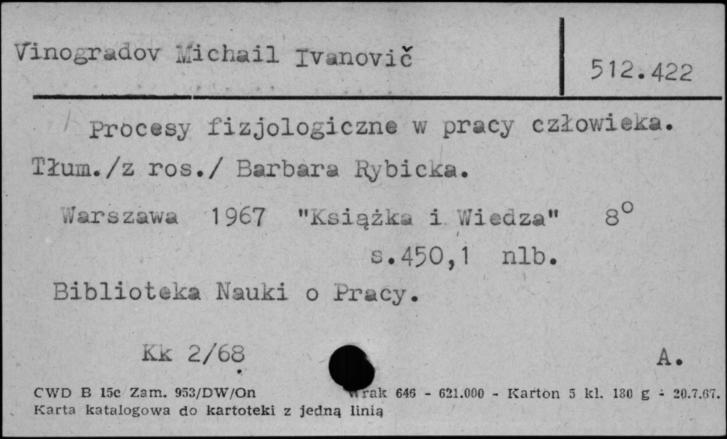 Vinogradov Michail Ivanovič
512.422
Procesy fizjologiczne w pracy człowieka.
Tłum./z ros./ Barbara Rybicka.
Warszawa 1967 "Książka i Wiedza" 8°
s.450,1 nlb.
Biblioteka Nauki o Pracy.
Kk 2/68 A.
CWD B 15c Zam. 953/DW/On Wrak 646 - 621.000 - Karton 5 kl. 180 g - 20.7.67.
Karta katalogowa do kartoteki z jedną linią